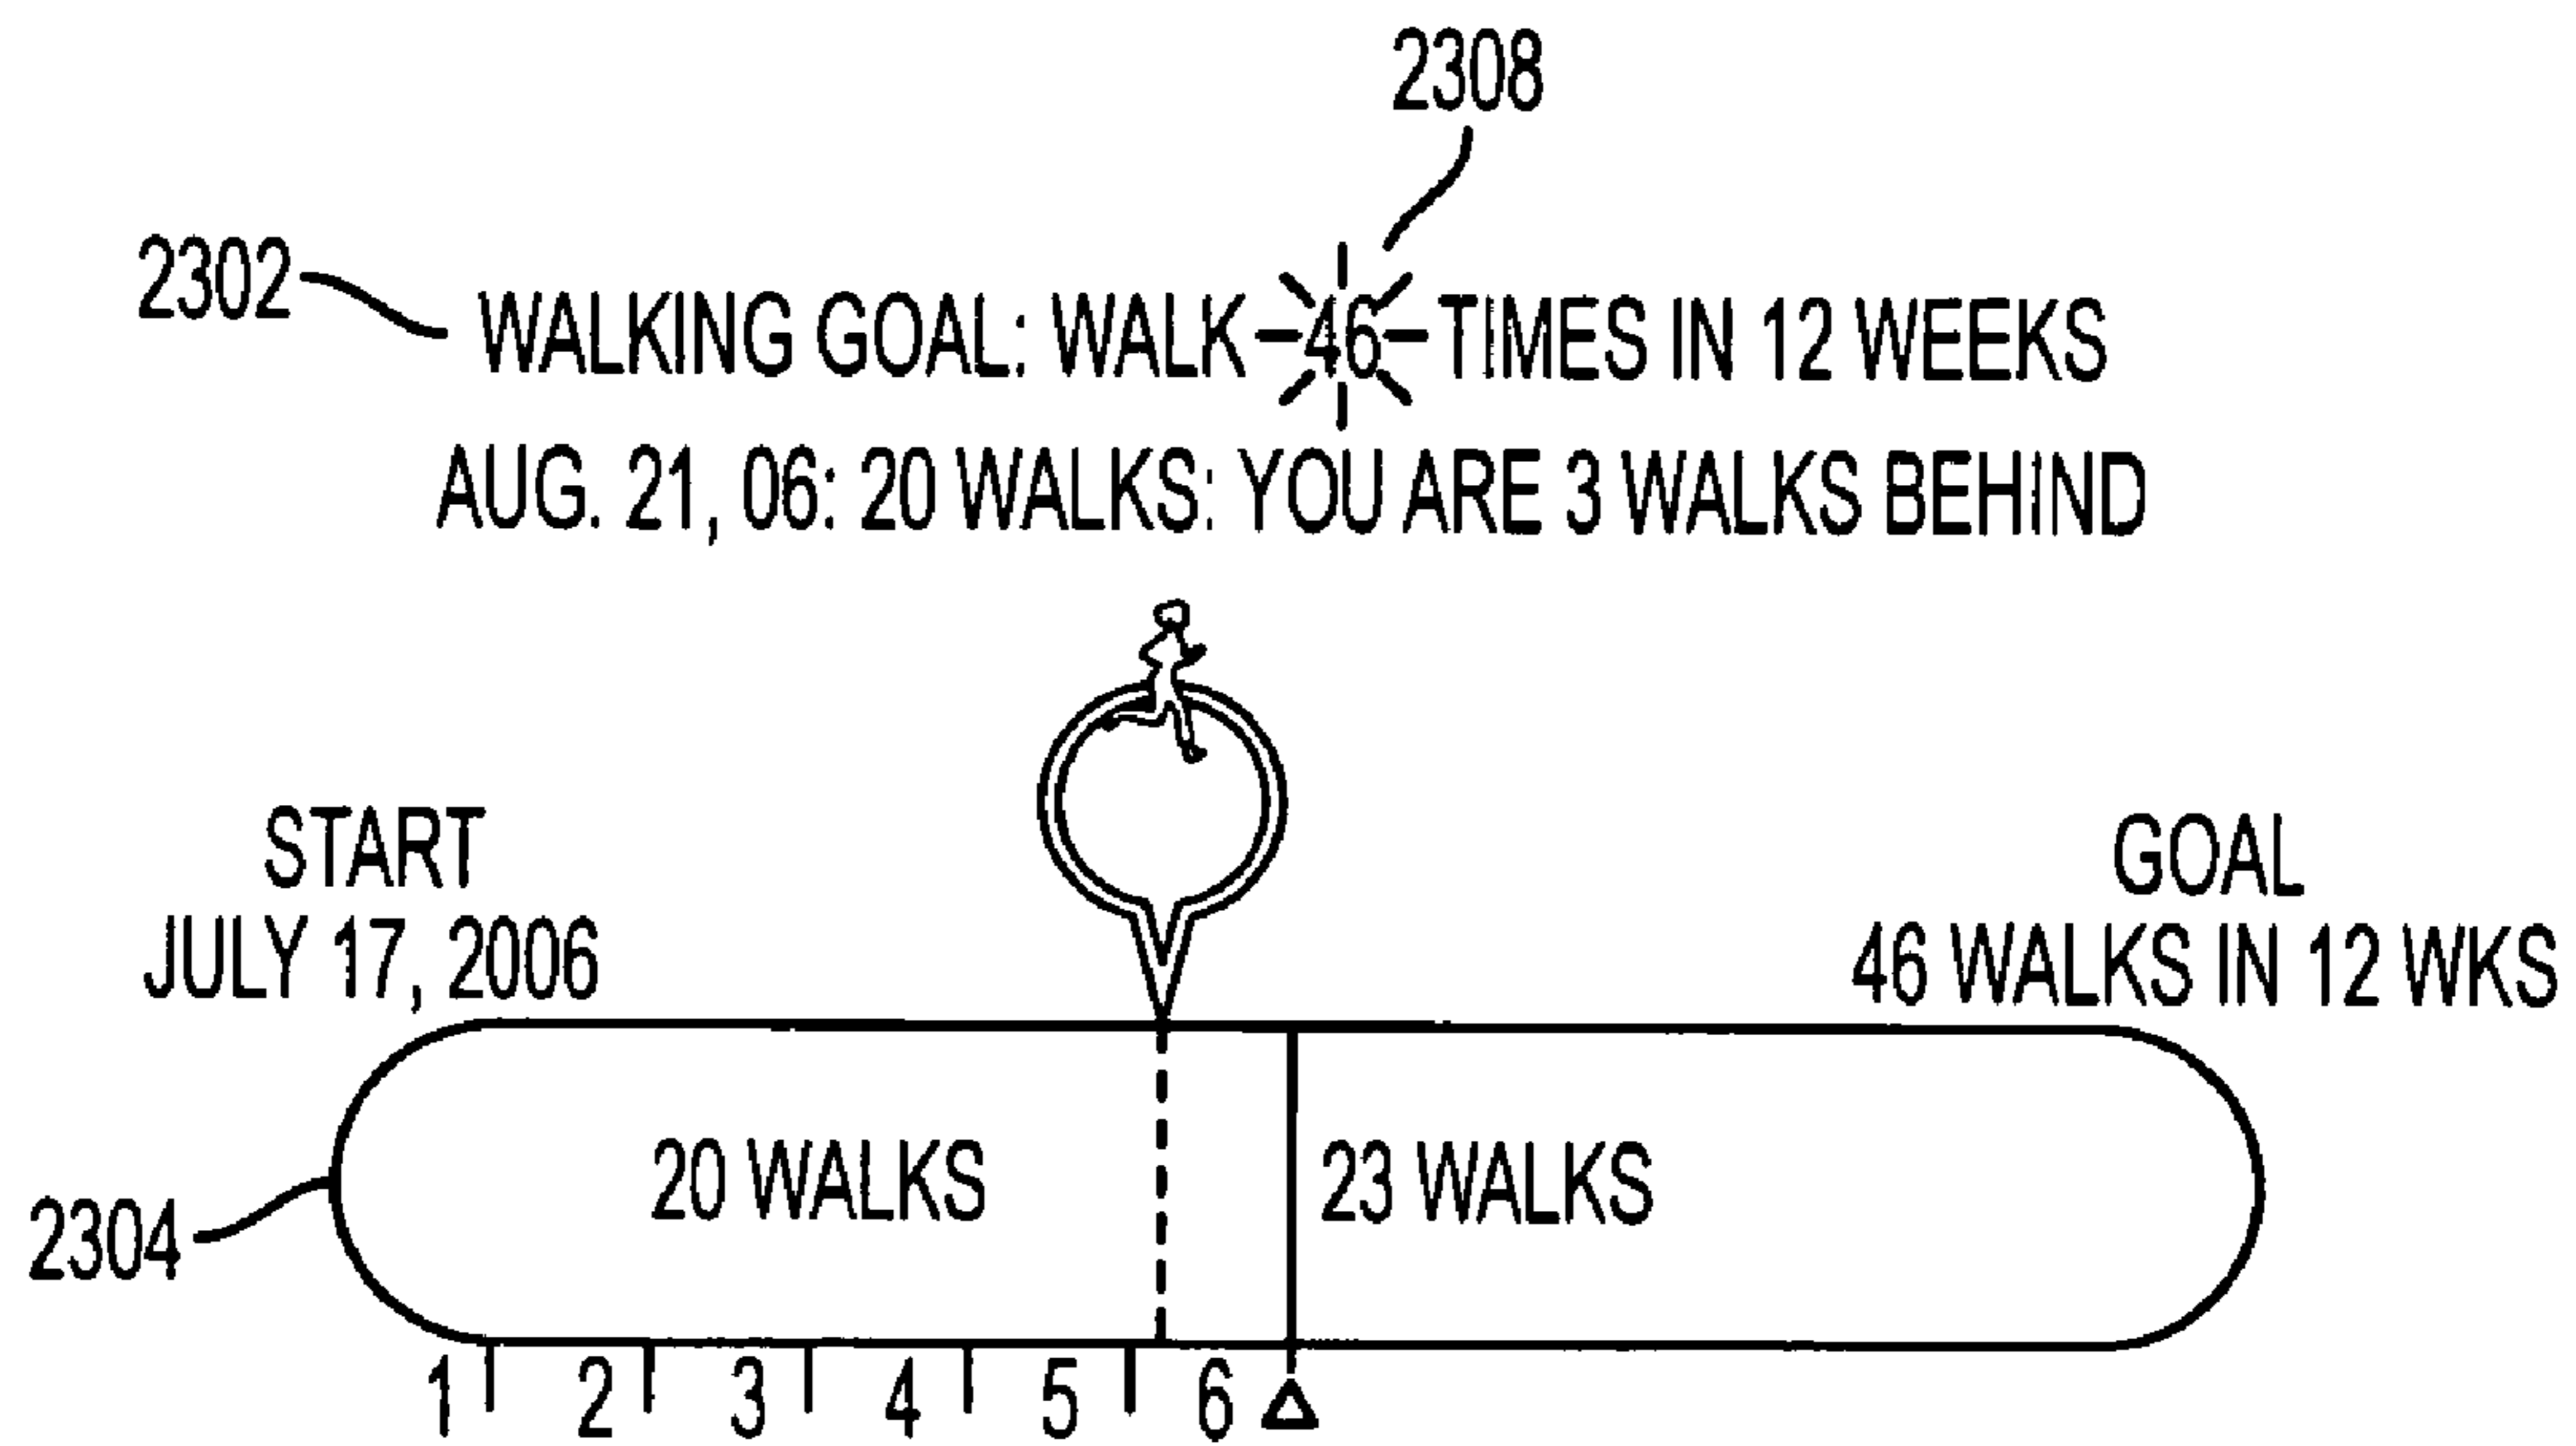 2308
2302
WALKING GOAL: WALK 46 TIMES IN 12 WEEKS
AUG. 21, 06: 20 WALKS: YOU ARE 3 WALKS BEHIND
START
JULY 17, 2006
GOAL
46 WALKS IN 12 WKS
20 WALKS
23 WALKS
2304
1 2 3 4 5 6